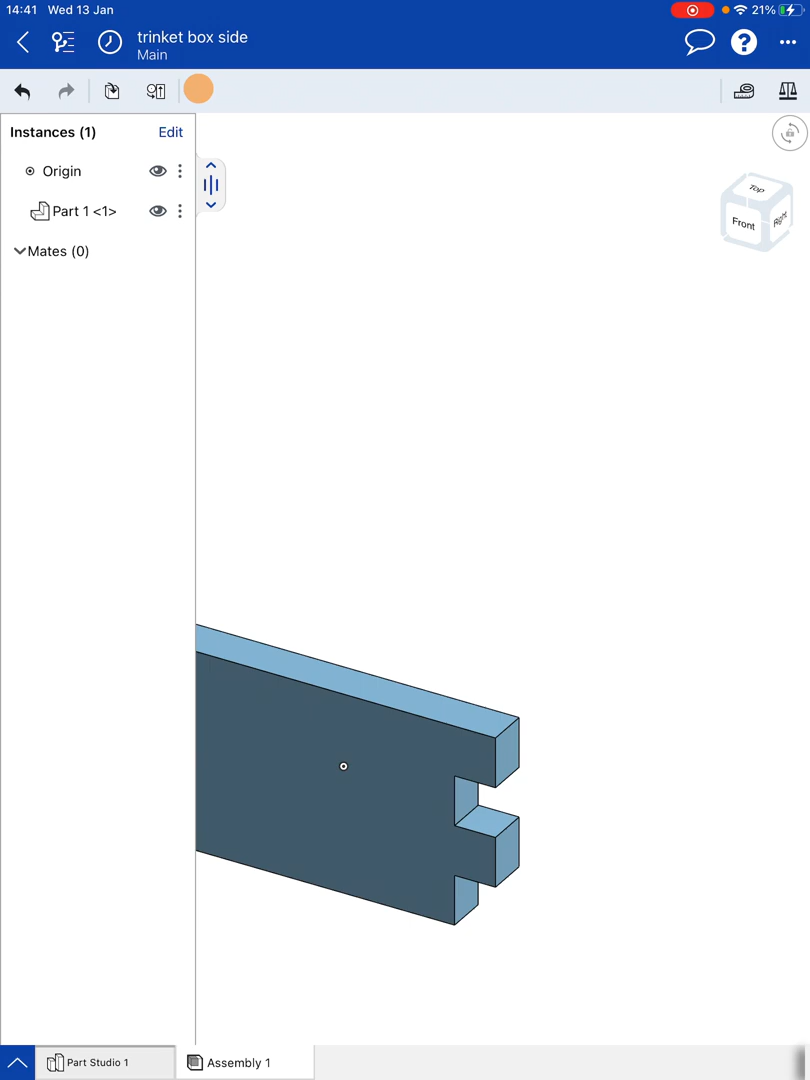 14:41 Wed 13 Jan
21%
trinket box side
Main
?
Instances (1)
Edit
Origin
Part 1 <1>
Mates (0)
Top
Front
Right
Part Studio 1
Assembly 1